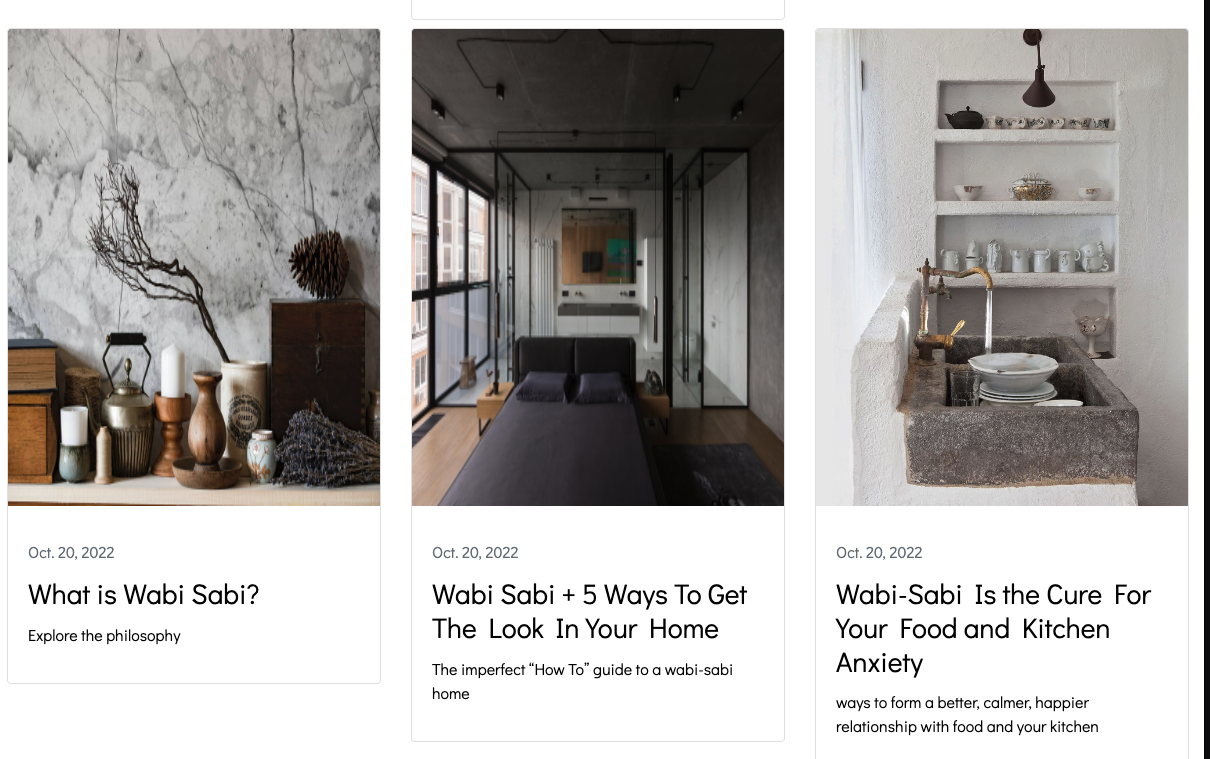 Oct. 20, 2022
What is Wabi Sabi?
Explore the philosophy
Oct. 20, 2022
Wabi Sabi + 5 Ways To Get
The Look In Your Home
The imperfect “How To” guide to a wabi-sabi
home
Oct. 20, 2022
Wabi-Sabi Is the Cure For
Your Food and Kitchen
Anxiety
ways to form a better, calmer, happier
relationship with food and your kitchen